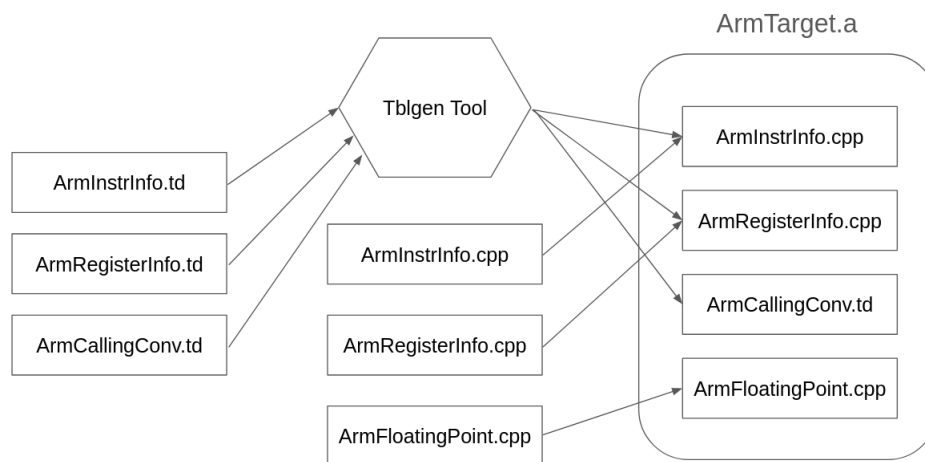 ArmTarget.a
Tblgen Tool
ArmInstrInfo.td
ArmRegisterInfo.td
ArmCallingConv.td
ArmInstrInfo.cpp
ArmRegisterInfo.cpp
ArmFloatingPoint.cpp
ArmInstrInfo.cpp
ArmRegisterInfo.cpp
ArmCallingConv.td
ArmFloatingPoint.cpp